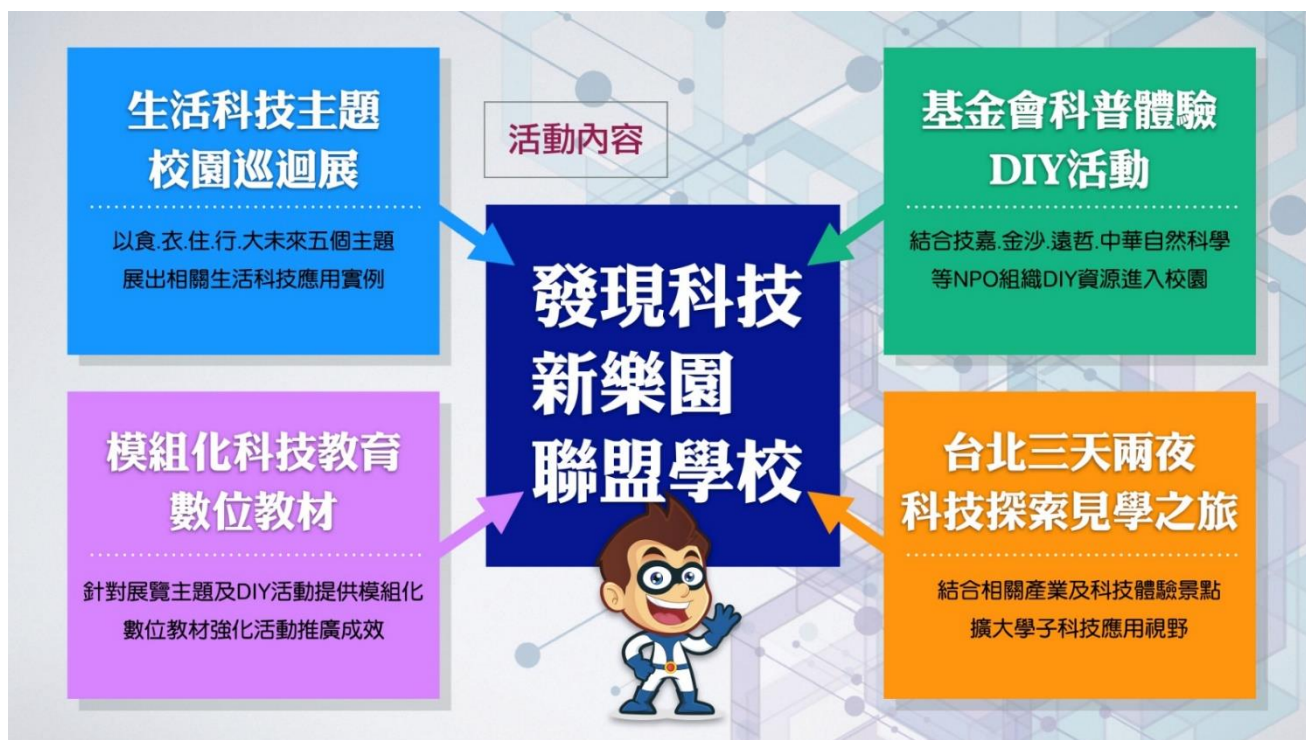 活動內容
生活科技主題
校園巡迴展
以食.衣.住.行.大未來五個主題
展出相關生活科技應用實例
基金會科普體驗
DIY活動
結合技嘉.金沙.遠哲.中華自然科學
等NPO組織DIY資源進入校園
發現科技
新樂園
聯盟學校
模組化科技教育
數位教材
針對展覽主題及DIY活動提供模組化
數位教材強化活動推廣成效
台北三天兩夜
科技探索見學之旅
結合相關產業及科技體驗景點
擴大學子科技應用視野